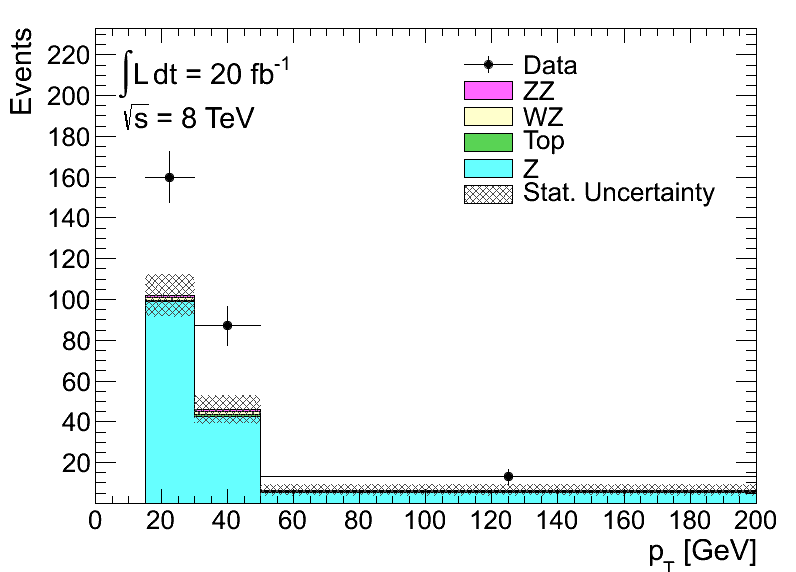 Events
220
200
180
160
140
120
100
80
60
40
20
∫L dt = 20 fb⁻¹
√s = 8 TeV
Data
ZZ
WZ
Top
Z
Stat. Uncertainty
0 20 40 60 80 100 120 140 160 180 200
p_T [GeV]